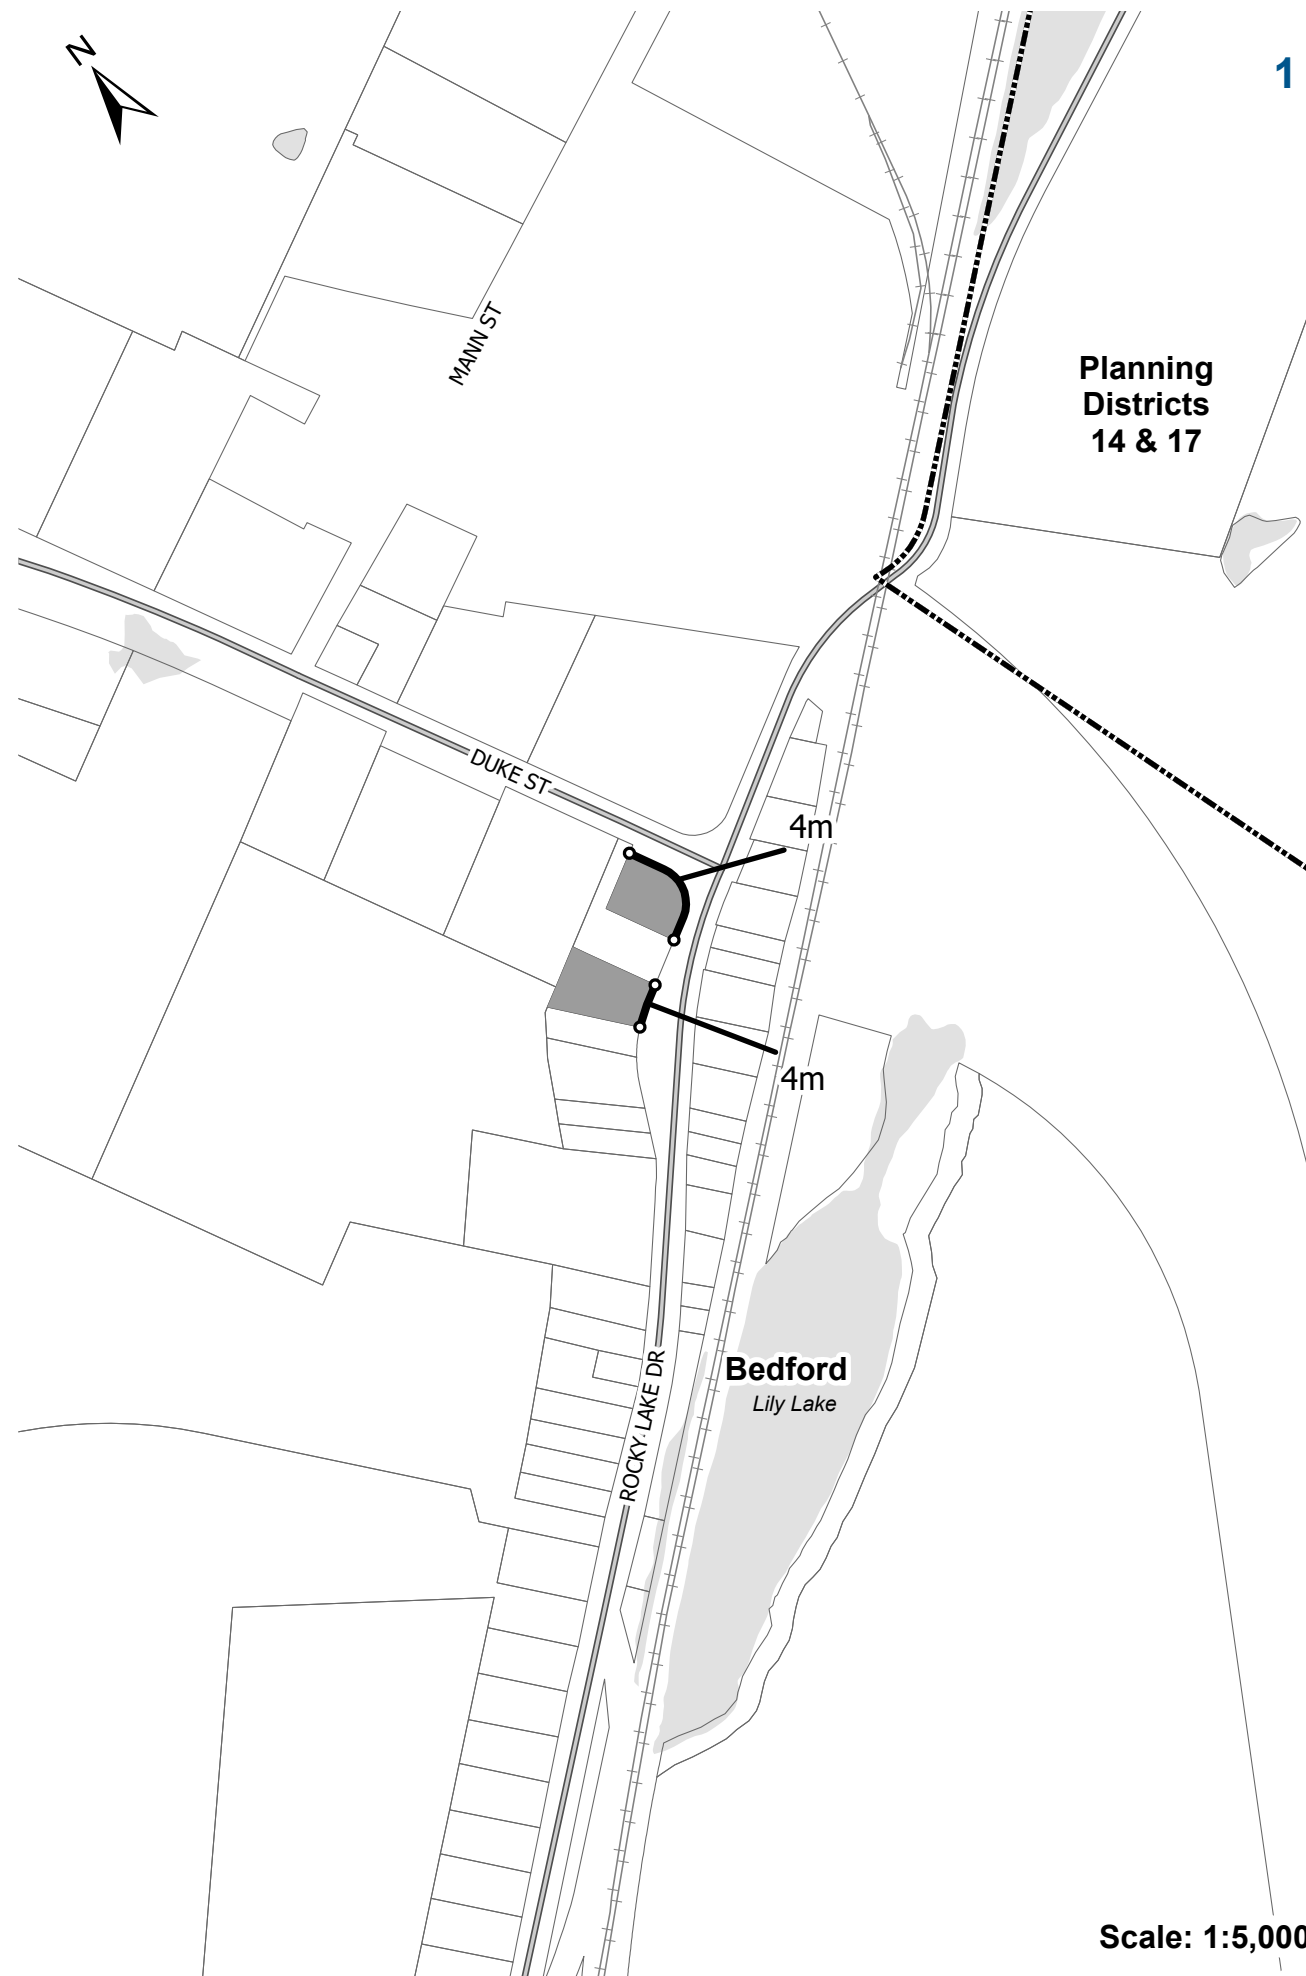 N
1
MANN ST
Planning
Districts
14 & 17
DUKE ST
4m
4m
Bedford
Lily Lake
ROCKY LAKE DR
Scale: 1:5,000